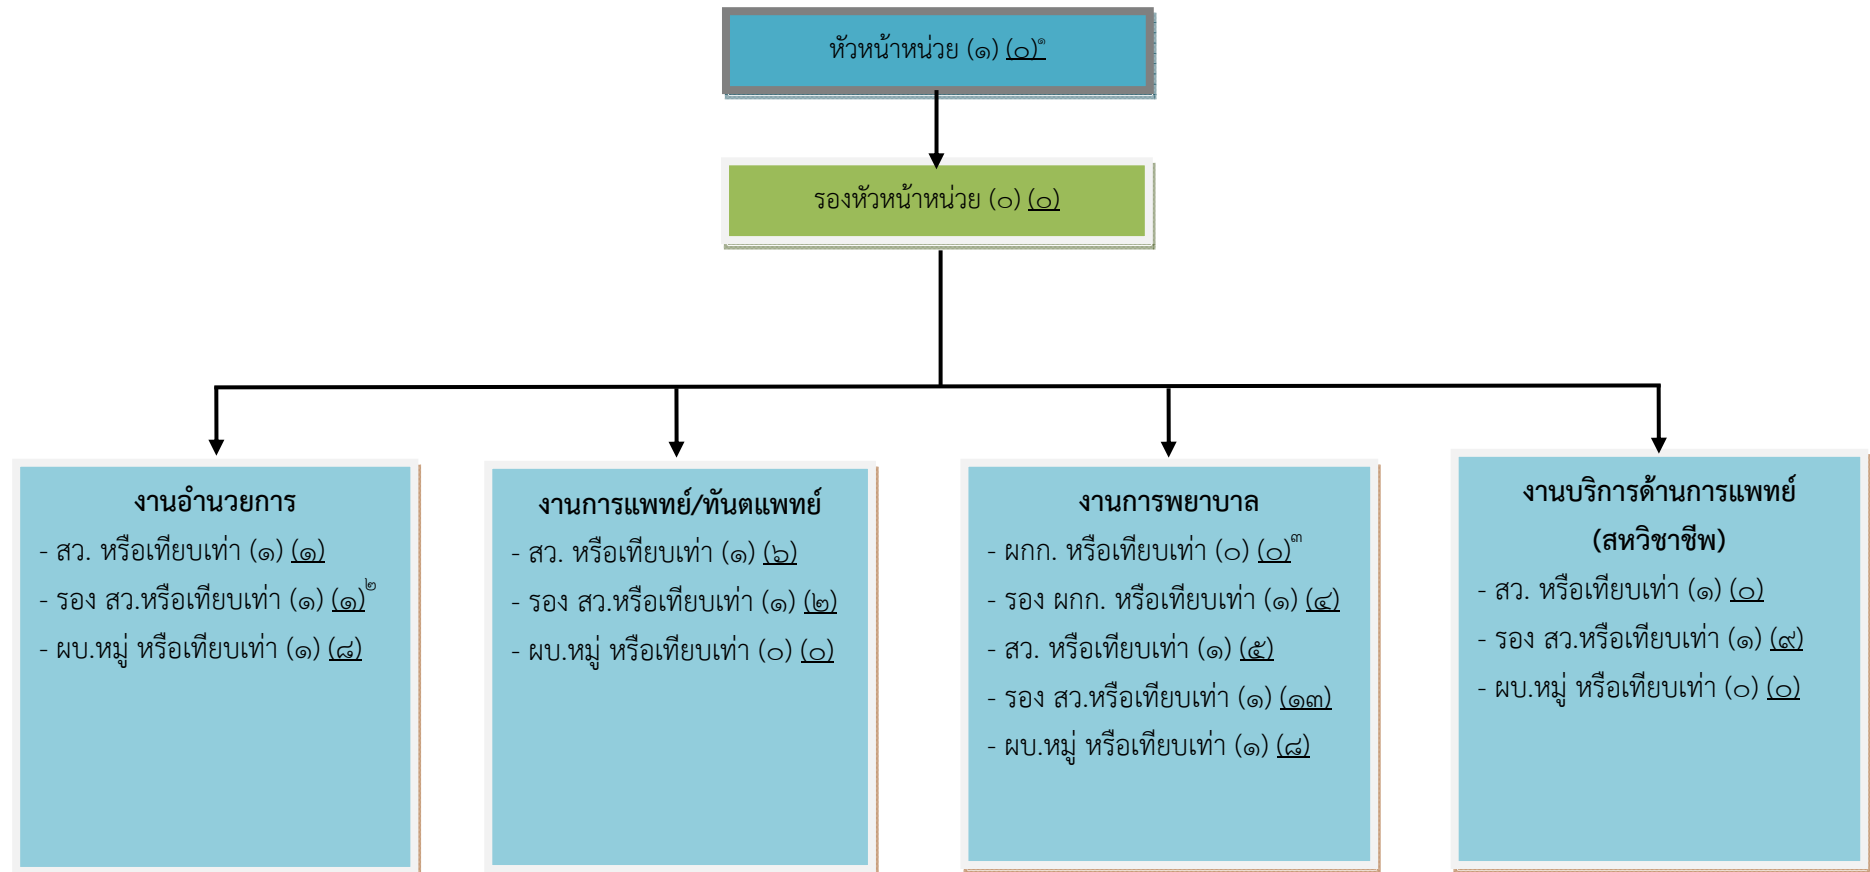 หัวหน้าหน่วย (๑) (๐)๑
รองหัวหน้าหน่วย (๐) (๐)
งานอำนวยการ
- สว. หรือเทียบเท่า (๑) (๑)
- รอง สว.หรือเทียบเท่า (๑) (๑)๒
- ผบ.หมู่ หรือเทียบเท่า (๑) (๘)
งานการแพทย์/ทันตแพทย์
- สว. หรือเทียบเท่า (๑) (๖)
- รอง สว.หรือเทียบเท่า (๑) (๒)
- ผบ.หมู่ หรือเทียบเท่า (๐) (๐)
งานการพยาบาล
- ผกก. หรือเทียบเท่า (๐) (๐)๓
- รอง ผกก. หรือเทียบเท่า (๑) (๔)
- สว. หรือเทียบเท่า (๑) (๕)
- รอง สว.หรือเทียบเท่า (๑) (๑๓)
- ผบ.หมู่ หรือเทียบเท่า (๑) (๘)
งานบริการด้านการแพทย์
(สหวิชาชีพ)
- สว. หรือเทียบเท่า (๑) (๐)
- รอง สว.หรือเทียบเท่า (๑) (๙)
- ผบ.หมู่ หรือเทียบเท่า (๐) (๐)